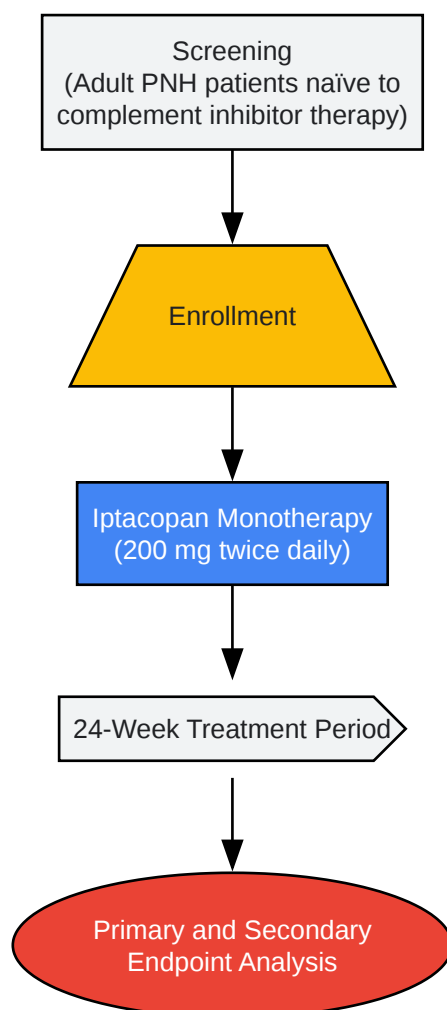 Screening
(Adult PNH patients naïve to
complement inhibitor therapy)
Enrollment
Iptacopan Monotherapy
(200 mg twice daily)
24-Week Treatment Period
Primary and Secondary
Endpoint Analysis